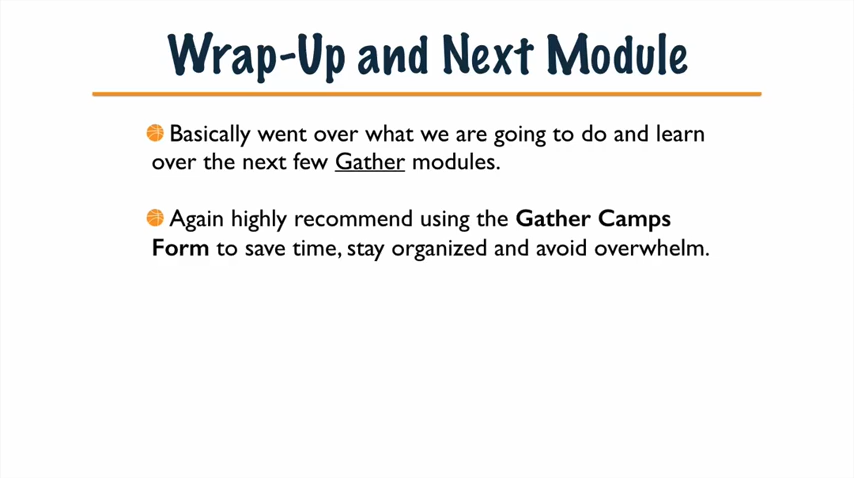 Wrap-Up and Next Module
Basically went over what we are going to do and learn
over the next few Gather modules.
Again highly recommend using the Gather Camps
Form to save time, stay organized and avoid overwhelm.